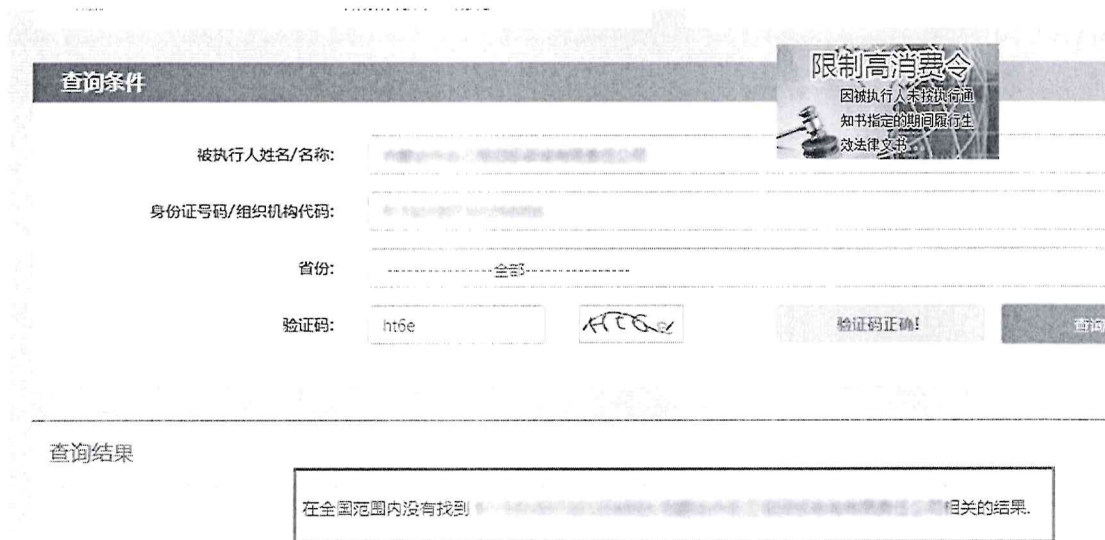 查询条件
限制高消费令
因被执行人未按执行通
知书指定的期间履行生
效法律文书...
被执行人姓名/名称:
身份证号码/组织机构代码:
省份:
-----------------全部-----------------
验证码:
ht6e
HT6e
验证码正确!
查询
查询结果
在全国范围内没有找到
相关的结果.